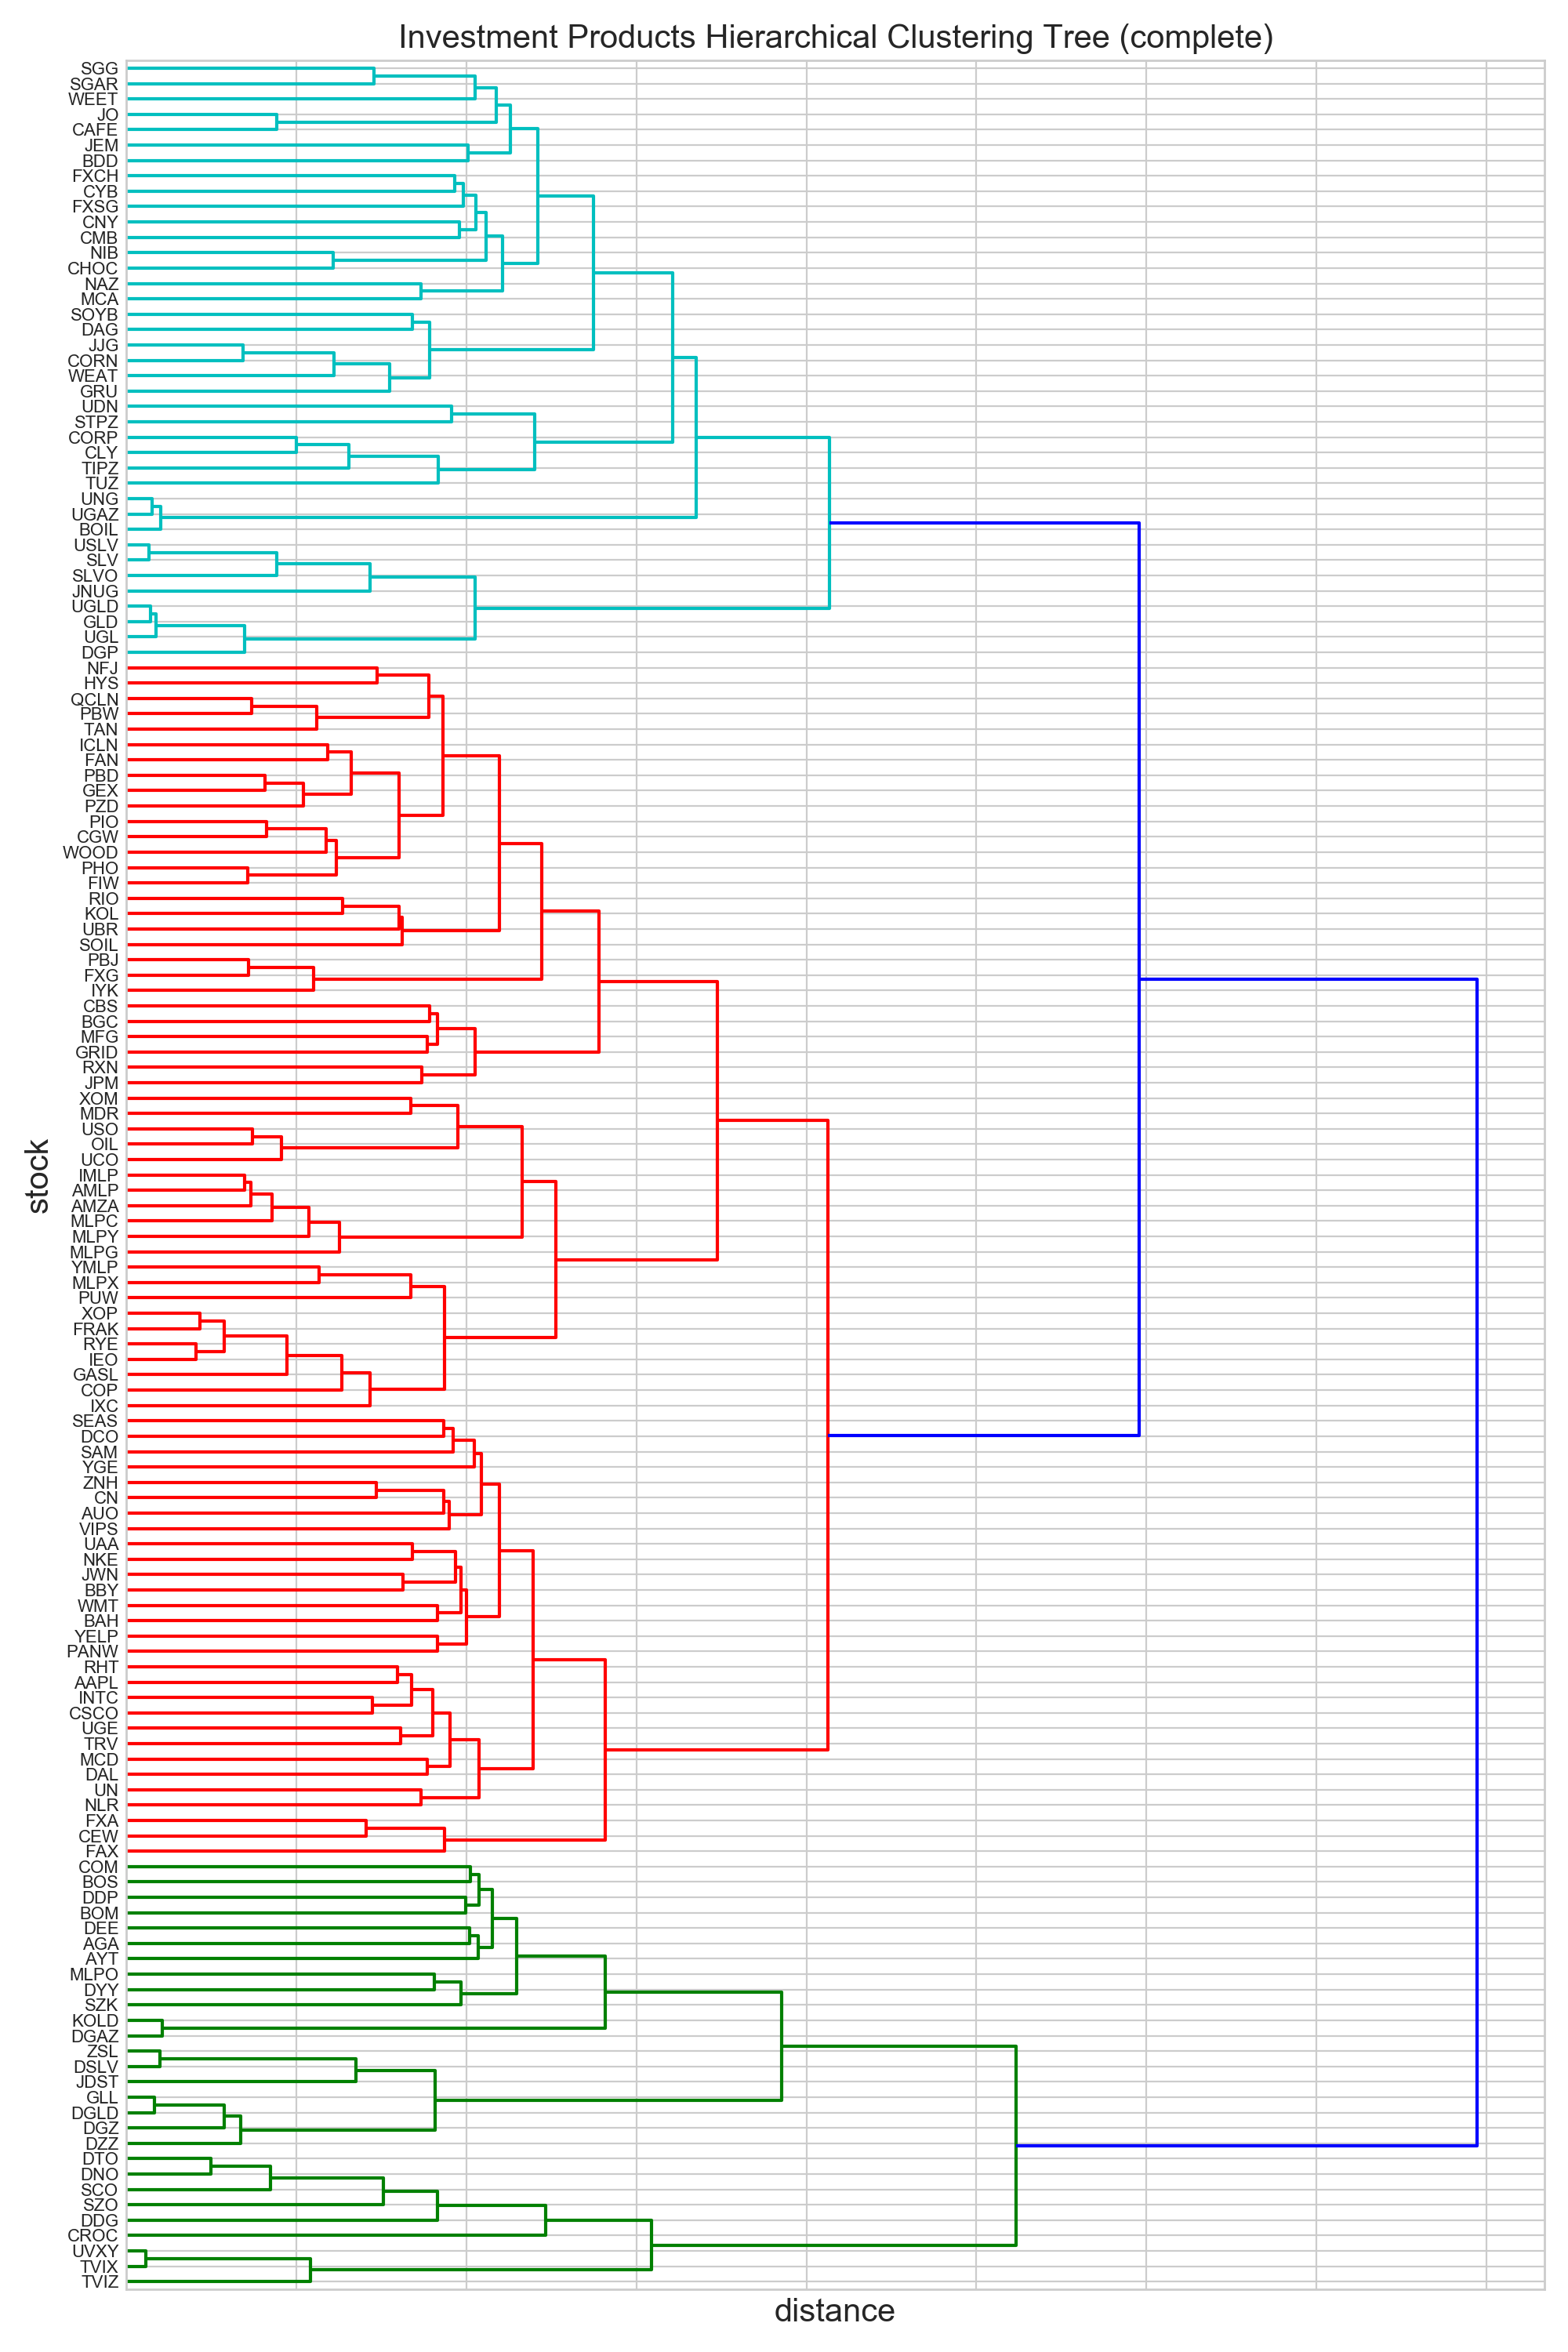 Investment Products Hierarchical Clustering Tree (complete)
SGG
SGAR
WEET
JO
CAFE
JEM
BDD
FXCH
CYB
FXSG
CNY
CMB
NIB
CHOC
NAZ
MCA
SOYB
DAG
JJG
CORN
WEAT
GRU
UDN
STPZ
CORP
CLY
TIPZ
TUZ
UNG
UGAZ
BOIL
USLV
SLV
SLVO
JNUG
UGLD
GLD
UGL
DGP
NFJ
HYS
QCLN
PBW
TAN
ICLN
FAN
PBD
GEX
PZD
PIO
CGW
WOOD
PHO
FIW
RIO
KOL
UBR
SOIL
PBJ
FXG
IYK
CBS
BGC
MFG
GRID
RXN
JPM
XOM
MDR
USO
OIL
UCO
IMLP
AMLP
AMZA
MLPC
MLPY
MLPG
YMLP
MLPX
PUW
XOP
FRAK
RYE
IEO
GASL
COP
IXC
SEAS
DCO
SAM
YGE
ZNH
CN
AUO
VIPS
UAA
NKE
JWN
BBY
WMT
BAH
YELP
PANW
RHT
AAPL
INTC
CSCO
UGE
TRV
MCD
DAL
UN
NLR
FXA
CEW
FAX
COM
BOS
DDP
BOM
DEE
AGA
AYT
MLPO
DYY
SZK
KOLD
DGAZ
ZSL
DSLV
JDST
GLL
DGLD
DGZ
DZZ
DTO
DNO
SCO
SZO
DDG
CROC
UVXY
TVIX
TVIZ
stock
distance